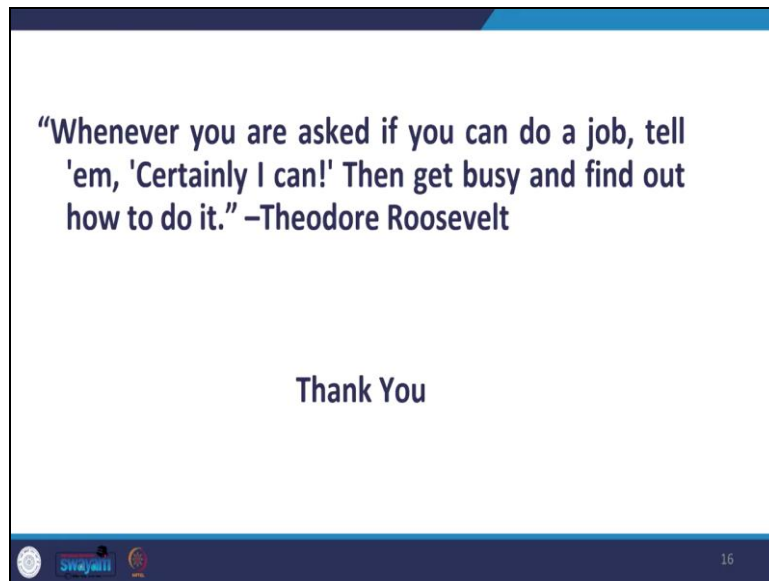 “Whenever you are asked if you can do a job, tell
'em, 'Certainly I can!' Then get busy and find out
how to do it.” –Theodore Roosevelt
Thank You
swayam
16